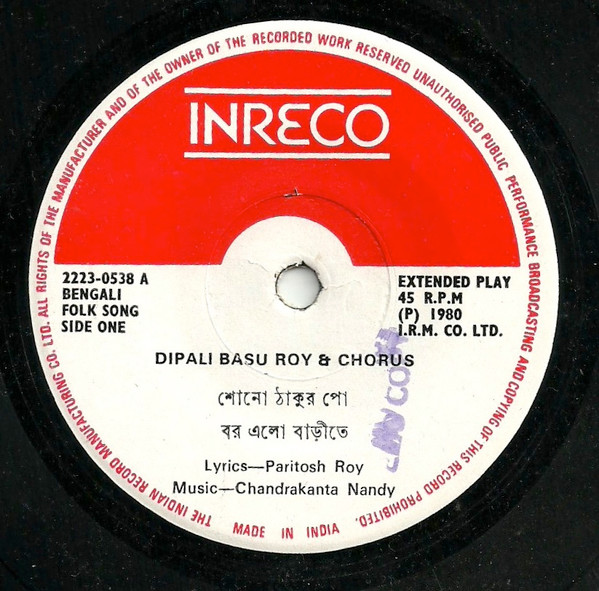 ALL RIGHTS OF THE MANUFACTURER AND OF THE OWNER OF THE RECORDED WORK RESERVED UNAUTHORISED PUBLIC PERFORMANCE BROADCASTING AND COPYING OF THIS RECORD PROHIBITED.
THE INDIAN RECORD MANUFACTURING CO. LTD.
INRECO
2223-0538 A
BENGALI
FOLK SONG
SIDE ONE
EXTENDED PLAY
45 R.P.M
(P) 1980
I.R.M. CO. LTD.
DIPALI BASU ROY & CHORUS
শোনো ঠাকুর পো
বর এলো বাড়ীতে
Lyrics—Paritosh Roy
Music—Chandrakanta Nandy
MADE IN INDIA